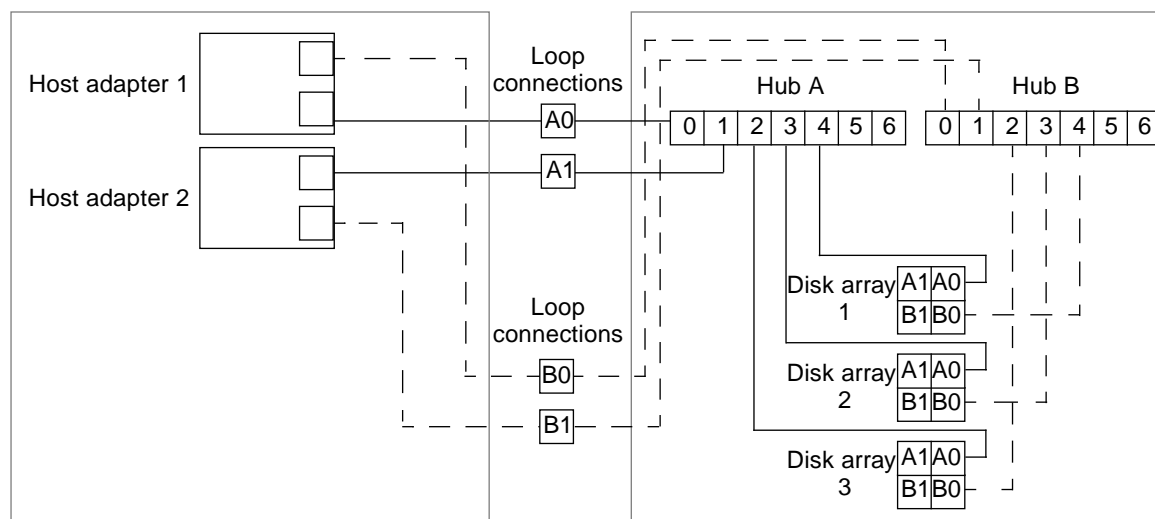 Host adapter 1
Host adapter 2
Loop
connections
A0
A1
Loop
connections
B0
B1
Hub A
0 1 2 3 4 5 6
Hub B
0 1 2 3 4 5 6
Disk array
1
A1 A0
B1 B0
Disk array
2
A1 A0
B1 B0
Disk array
3
A1 A0
B1 B0